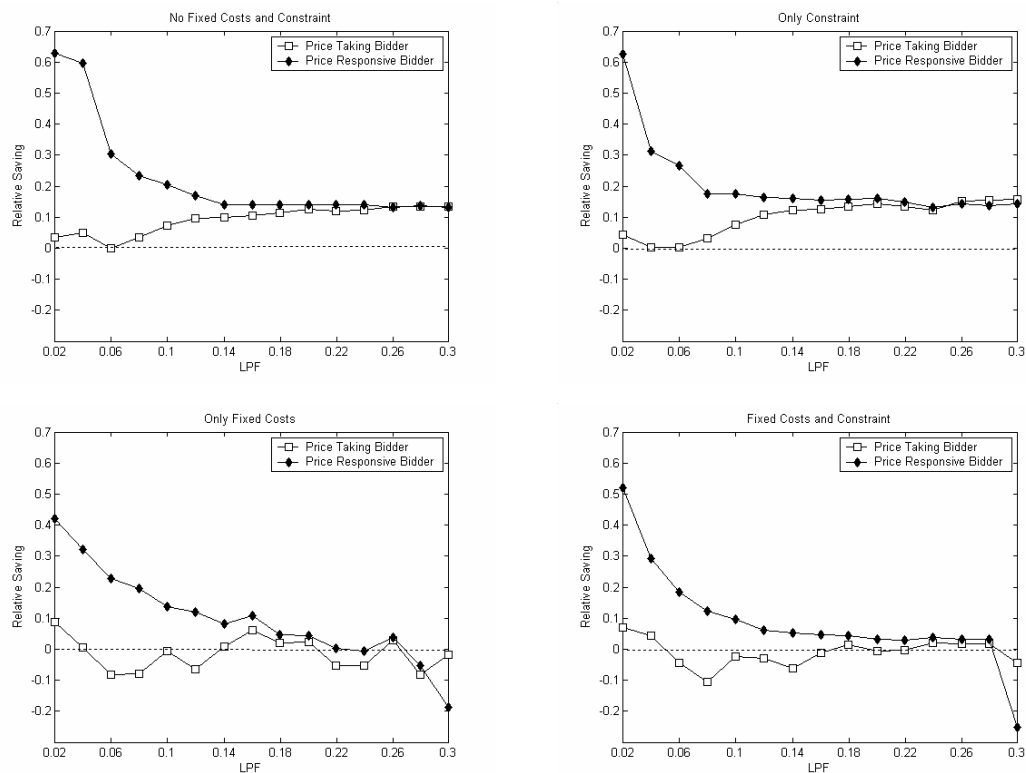 No Fixed Costs and Constraint
0.7
0.6
0.5
0.4
0.3
0.2
0.1
0
-0.1
-0.2
Relative Saving
Price Taking Bidder
Price Responsive Bidder
0.02 0.06 0.1 0.14 0.18 0.22 0.26 0.3
LPF
Only Constraint
0.7
0.6
0.5
0.4
0.3
0.2
0.1
0
-0.1
-0.2
Relative Saving
Price Taking Bidder
Price Responsive Bidder
0.02 0.06 0.1 0.14 0.18 0.22 0.26 0.3
LPF
Only Fixed Costs
0.7
0.6
0.5
0.4
0.3
0.2
0.1
0
-0.1
-0.2
Relative Saving
Price Taking Bidder
Price Responsive Bidder
0.02 0.06 0.1 0.14 0.18 0.22 0.26 0.3
LPF
Fixed Costs and Constraint
0.7
0.6
0.5
0.4
0.3
0.2
0.1
0
-0.1
-0.2
Relative Saving
Price Taking Bidder
Price Responsive Bidder
0.02 0.06 0.1 0.14 0.18 0.22 0.26 0.3
LPF